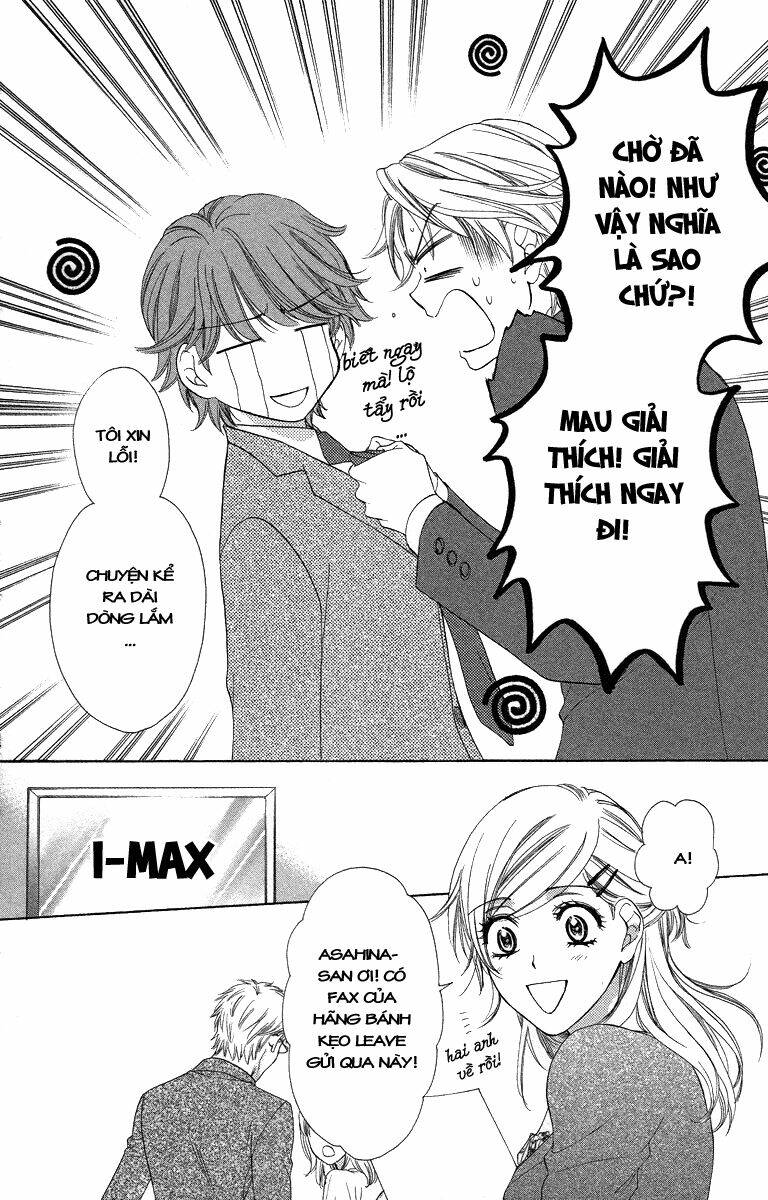 CHỜ ĐÃ
NÀO! NHƯ
VẬY NGHĨA
LÀ SAO
CHỨ?!
MAU GIẢI
THÍCH! GIẢI
THÍCH NGAY
ĐI!
biết ngay
mà! lộ
tẩy rồi
...
TÔI XIN
LỖI!
CHUYỆN KỂ
RA DÀI
DÒNG LẮM
...
I-MAX
A!
ASAHINA-
SAN ƠI! CÓ
FAX CỦA
HÃNG BÁNH
KẸO LEAVE
GỬI QUA NÀY!
hai anh
về rồi!